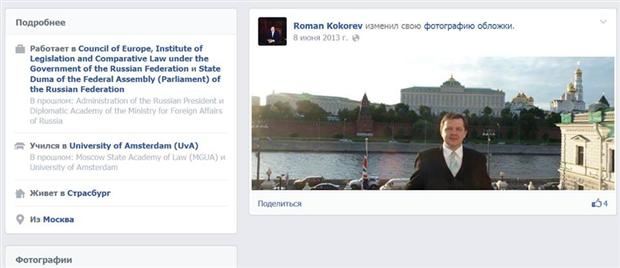 Подробнее
Работает в Council of Europe, Institute of
Legislation and Comparative Law under
the Government of the Russian Federation и State
Duma of the Federal Assembly (Parliament) of
the Russian Federation
В прошлом: Administration of the Russian President и
Diplomatic Academy of the Ministry for Foreign Affairs
of Russia
Учился в University of Amsterdam (UvA)
В прошлом: Moscow State Academy of Law (MGUA) и
University of Amsterdam
Живет в Страсбург
Из Москва
Фотографии
Roman Kokorev изменил свою фотографию обложки.
8 июня 2013 г.
Поделиться
4